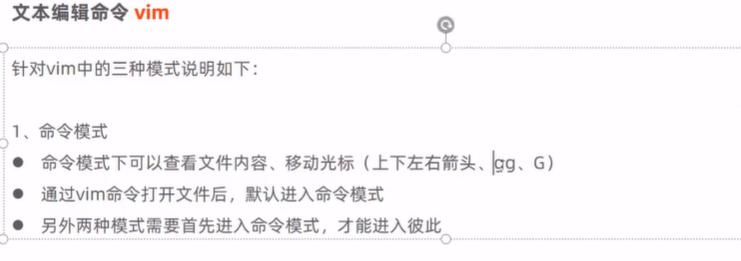 文本编辑命令 vim
针对vim中的三种模式说明如下：
1、命令模式
● 命令模式下可以查看文件内容、移动光标（上下左右箭头、gg、G）
● 通过vim命令打开文件后，默认进入命令模式
● 另外两种模式需要首先进入命令模式，才能进入彼此